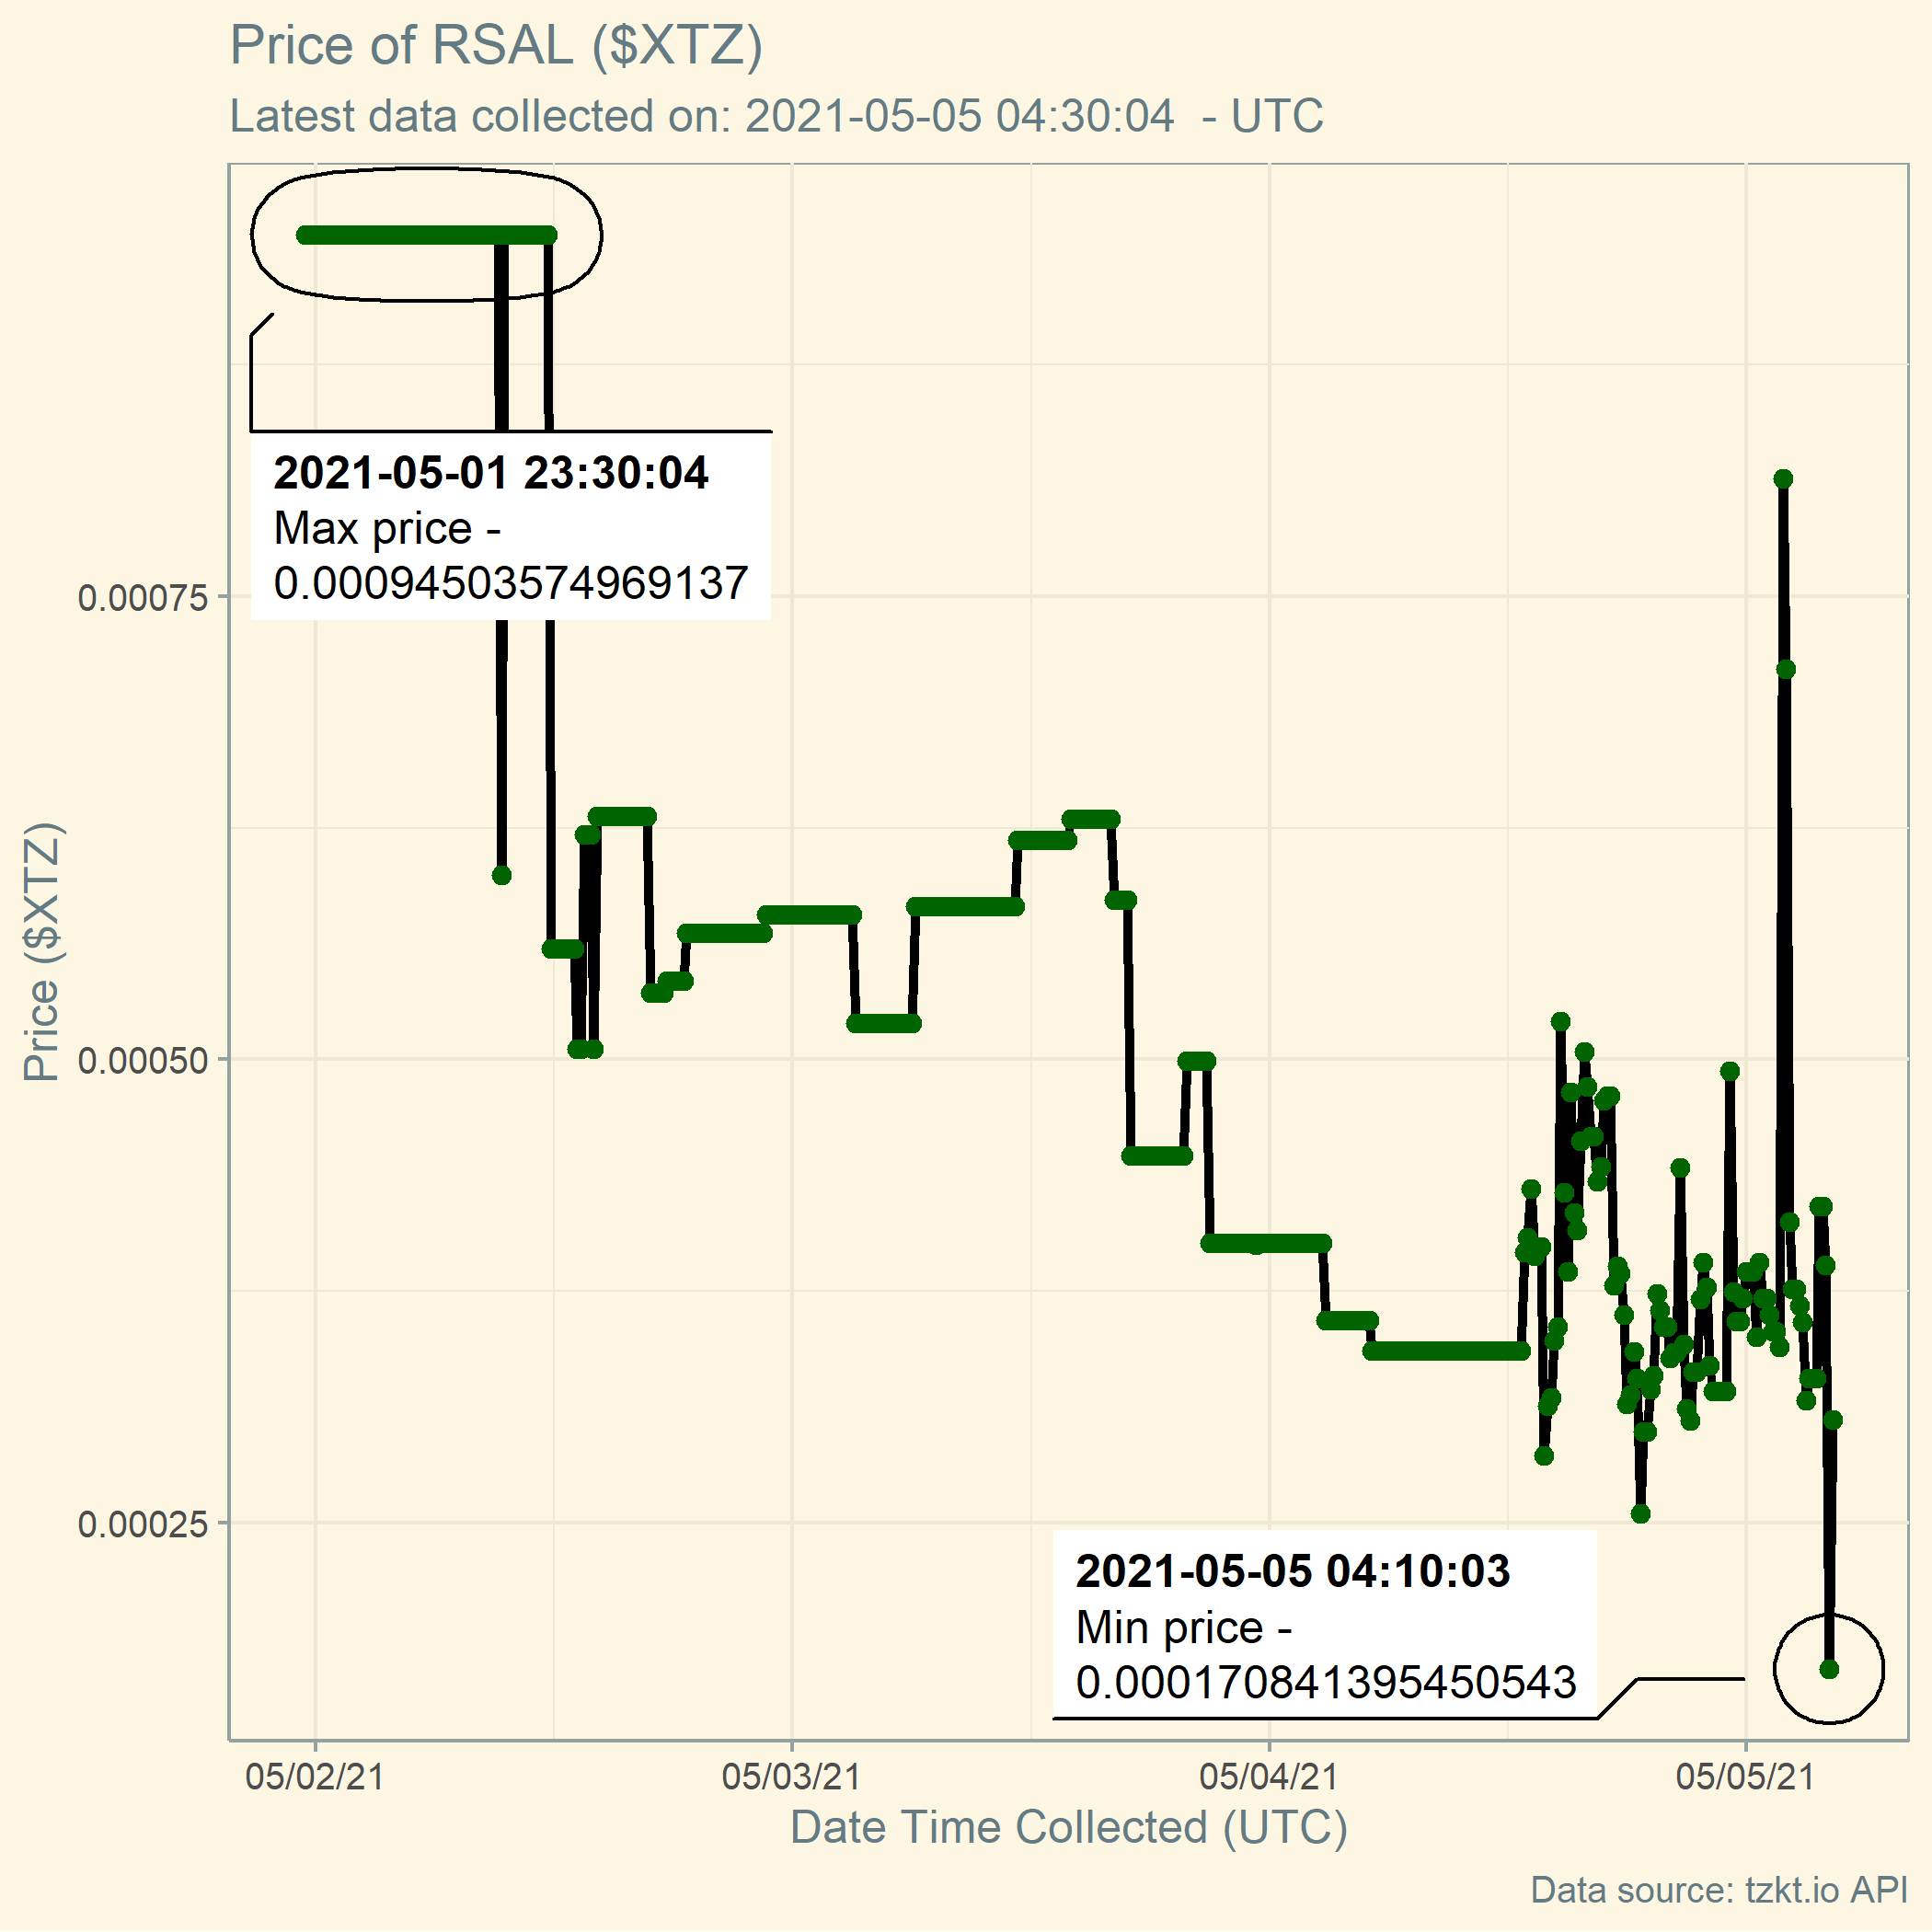 Price of RSAL ($XTZ)
Latest data collected on: 2021-05-05 04:30:04  - UTC
2021-05-01 23:30:04
Max price -
0.000945035749691​37
0.00075
0.00050
0.00025
Price ($XTZ)
2021-05-05 04:10:03
Min price -
0.000170841395450543
05/02/21
05/03/21
05/04/21
05/05/21
Date Time Collected (UTC)
Data source: tzkt.io API